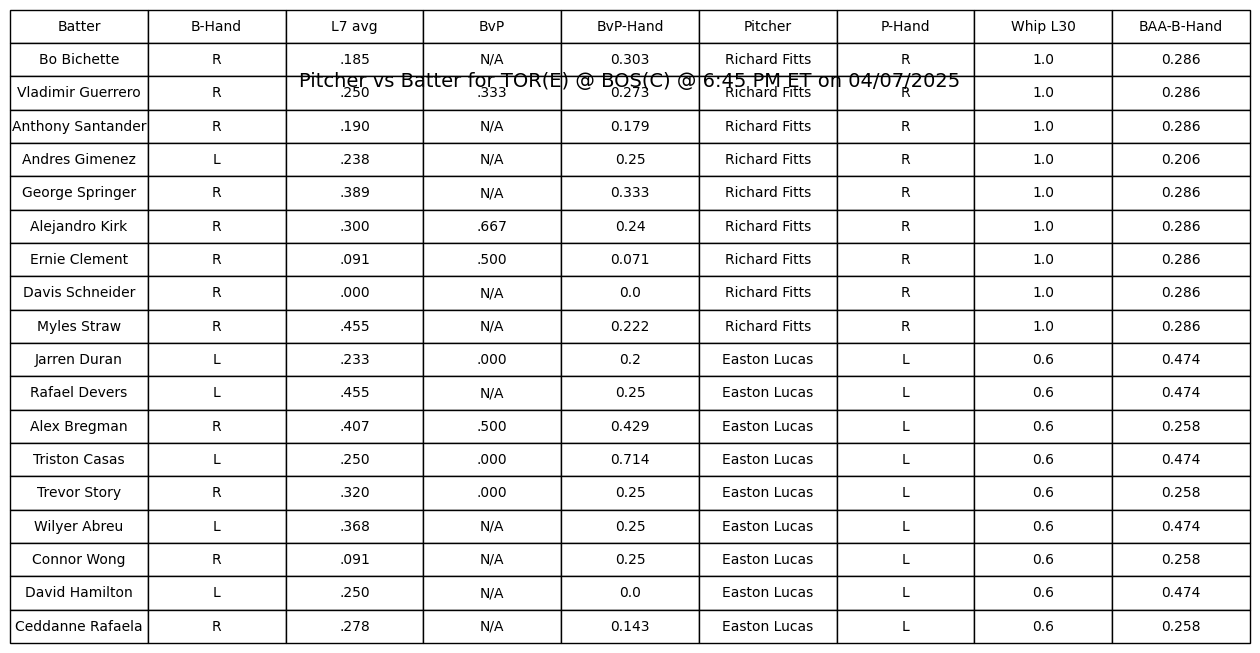 Batter B-Hand L7 avg BvP BvP-Hand Pitcher P-Hand Whip L30 BAA-B-Hand
Bo Bichette R .185 N/A 0.303 Richard Fitts R 1.0 0.286
Pitcher vs Batter for TOR(E) @ BOS(C) @ 6:45 PM ET on 04/07/2025
Vladimir Guerrero R .250 .333 0.273 Richard Fitts R 1.0 0.286
Anthony Santander R .190 N/A 0.179 Richard Fitts R 1.0 0.286
Andres Gimenez L .238 N/A 0.25 Richard Fitts R 1.0 0.206
George Springer R .389 N/A 0.333 Richard Fitts R 1.0 0.286
Alejandro Kirk R .300 .667 0.24 Richard Fitts R 1.0 0.286
Ernie Clement R .091 .500 0.071 Richard Fitts R 1.0 0.286
Davis Schneider R .000 N/A 0.0 Richard Fitts R 1.0 0.286
Myles Straw R .455 N/A 0.222 Richard Fitts R 1.0 0.286
Jarren Duran L .233 .000 0.2 Easton Lucas L 0.6 0.474
Rafael Devers L .455 N/A 0.25 Easton Lucas L 0.6 0.474
Alex Bregman R .407 .500 0.429 Easton Lucas L 0.6 0.258
Triston Casas L .250 .000 0.714 Easton Lucas L 0.6 0.474
Trevor Story R .320 .000 0.25 Easton Lucas L 0.6 0.258
Wilyer Abreu L .368 N/A 0.25 Easton Lucas L 0.6 0.474
Connor Wong R .091 N/A 0.25 Easton Lucas L 0.6 0.258
David Hamilton L .250 N/A 0.0 Easton Lucas L 0.6 0.474
Ceddanne Rafaela R .278 N/A 0.143 Easton Lucas L 0.6 0.258